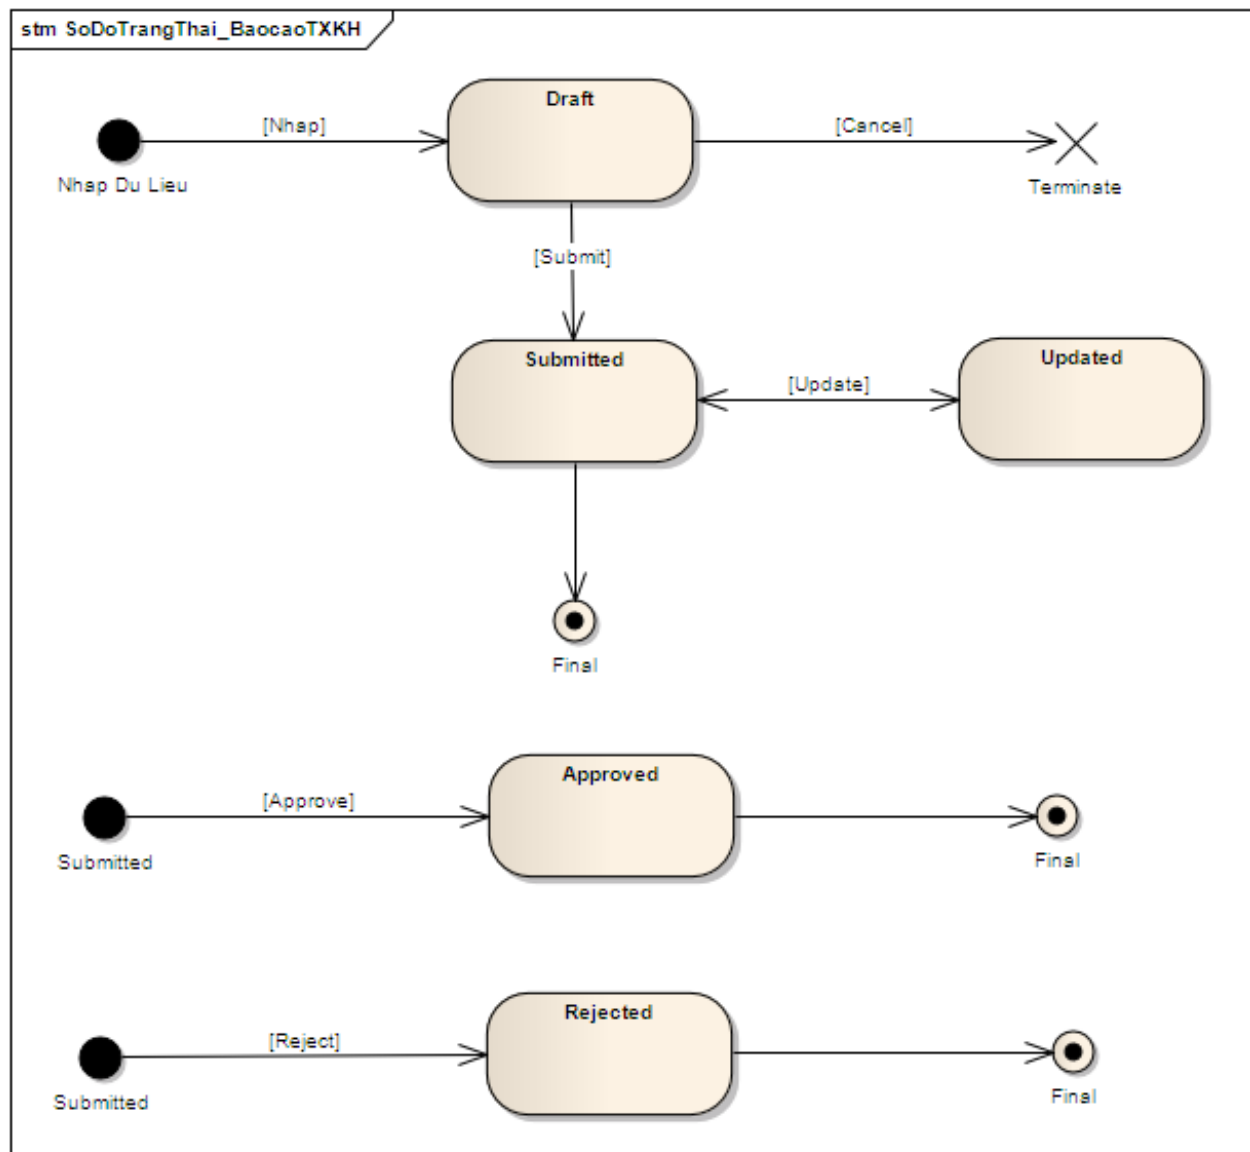 stm SoDoTrangThai_BaocaoTXKH
Draft
[Nhap]
[Cancel]
Nhap Du Lieu
Terminate
[Submit]
Submitted
Updated
[Update]
Final
Approved
[Approve]
Submitted
Final
Rejected
[Reject]
Submitted
Final